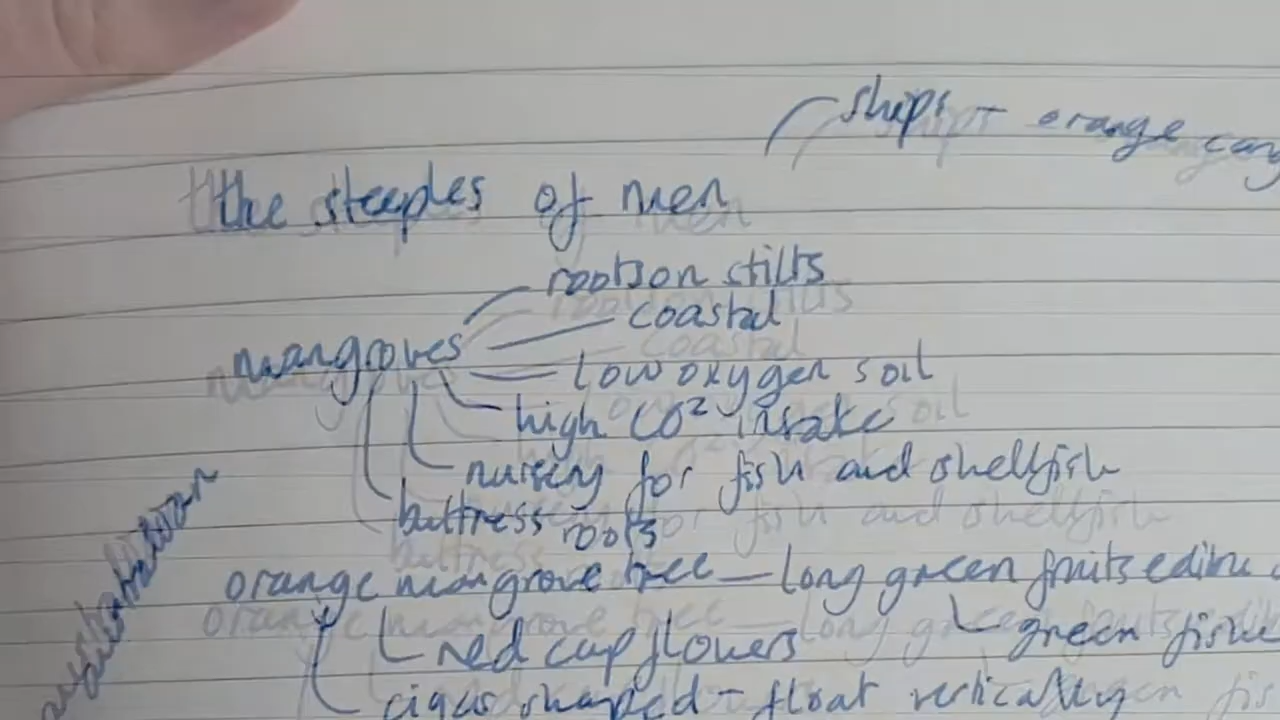 ships - orange
the steeples of men
roots on stilts
coastal
mangroves
low oxygen soil
high CO² intake
nursery for fish and shellfish
buttress roots
orange mangrove tree - long green fruits edible
green
red cup flowers
cigar shaped - float vertically